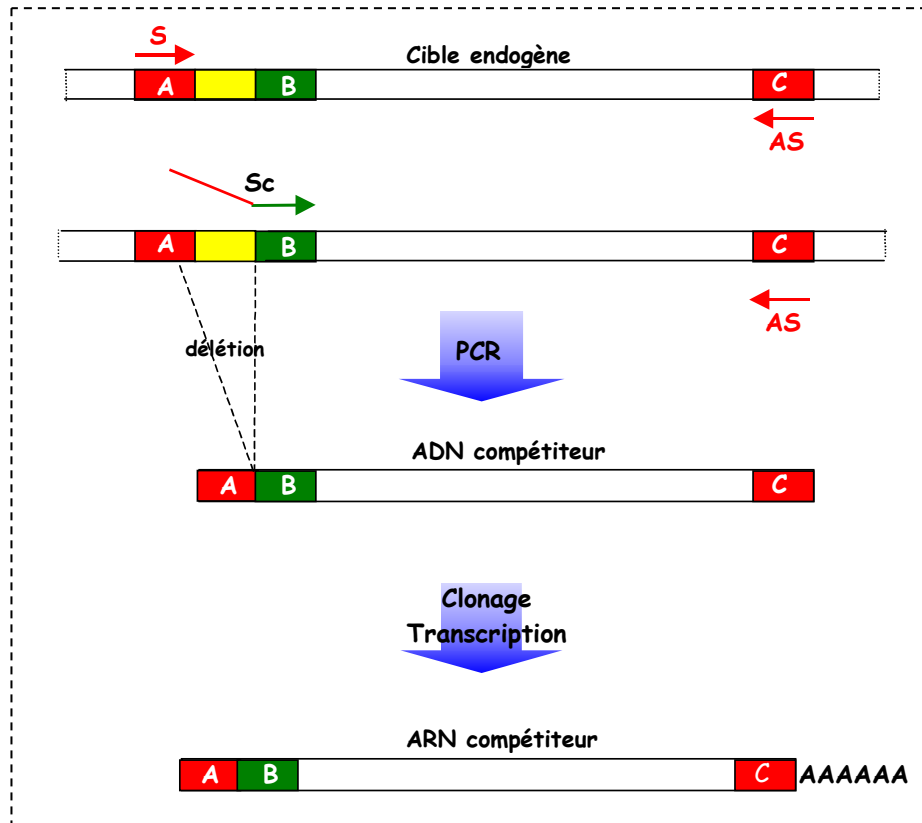 S
Cible endogène
A B C
AS
Sc
A B C
AS
délétion
PCR
ADN compétiteur
A B C
Clonage
Transcription
ARN compétiteur
A B C AAAAAA